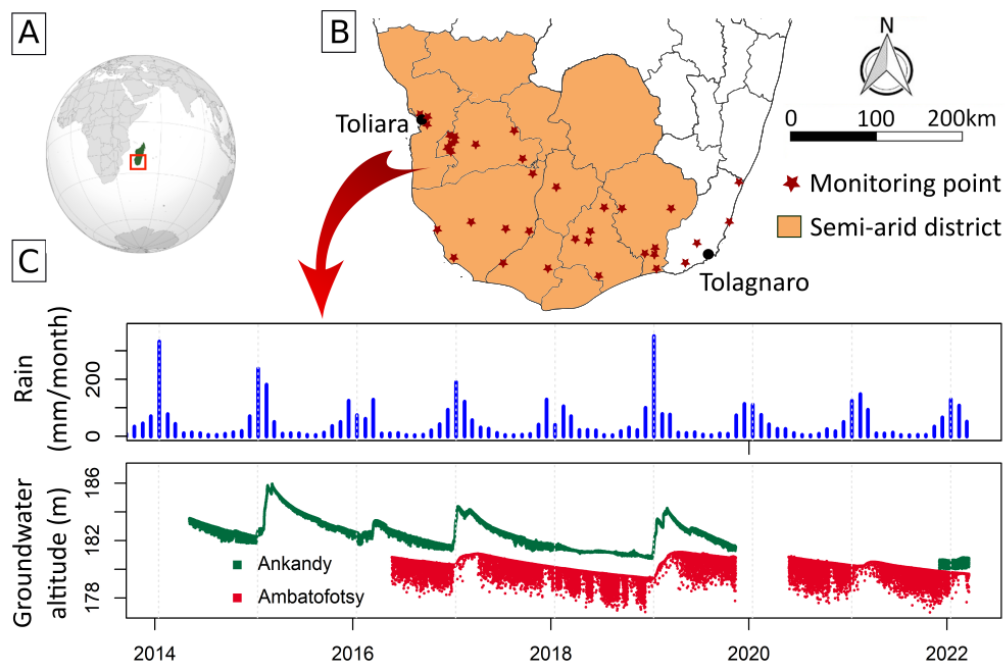 A
B
N
Toliara
0 100 200km
Monitoring point
Semi-arid district
Tolagnaro
C
Rain
(mm/month)
200
0
Groundwater
altitude (m)
186
182
178
Ankandy
Ambatofotsy
2014 2016 2018 2020 2022